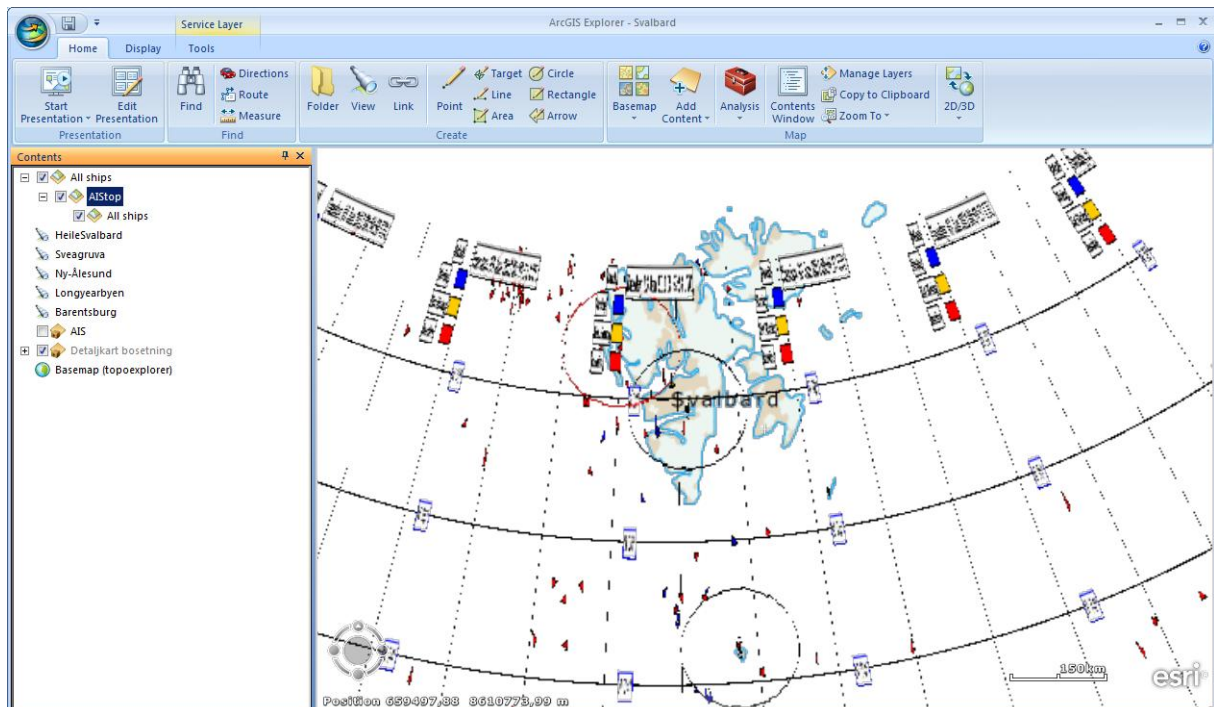 Service Layer
ArcGIS Explorer - Svalbard
Home Display Tools
Start Presentation
Edit Presentation
Presentation
Find
Directions
Route
Measure
Find
Folder
View
Link
Point
Target
Line
Area
Circle
Rectangle
Arrow
Create
Basemap
Add Content
Analysis
Contents Window
Manage Layers
Copy to Clipboard
Zoom To
2D/3D
Map
Contents
All ships
AIStop
All ships
HeileSvalbard
Sveagruva
Ny-Ålesund
Longyearbyen
Barentsburg
AIS
Detaljkart bosetning
Basemap (topoexplorer)
Svalbard
150km
esri
Position 659497,88 8610773,99 m